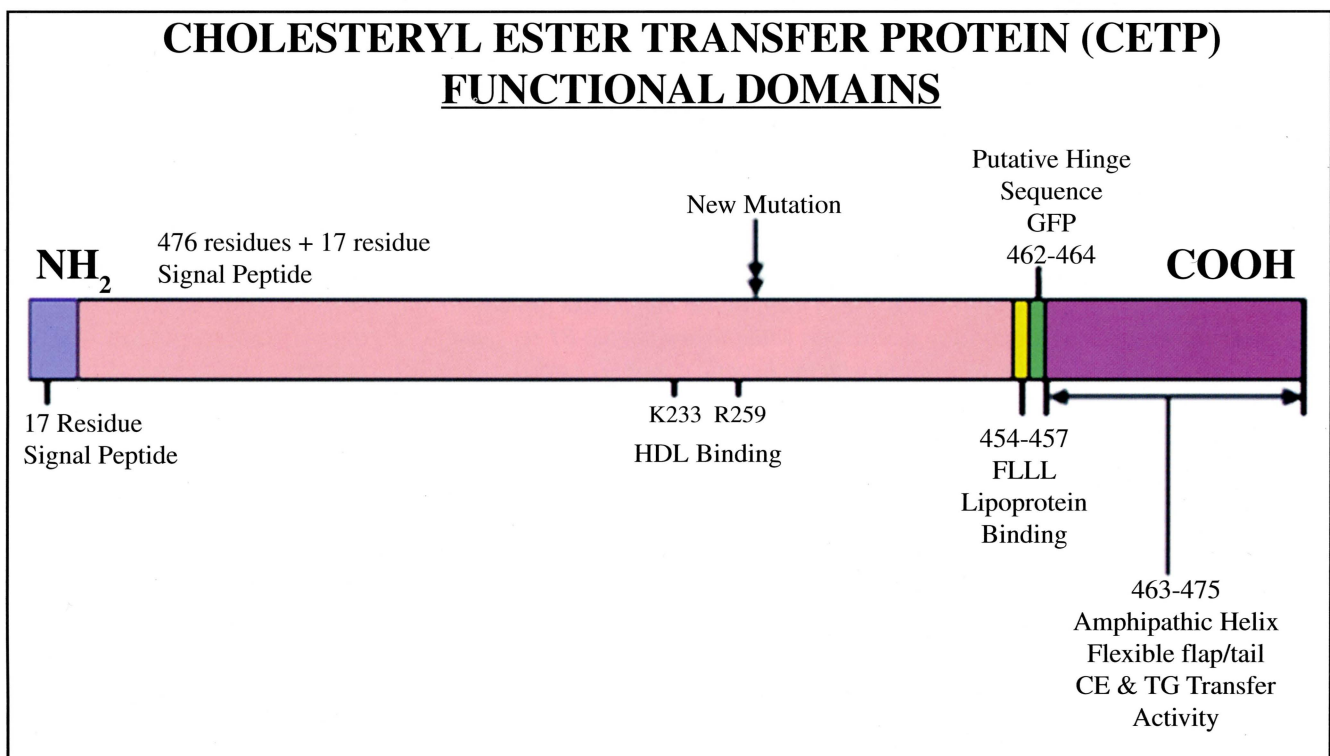 CHOLESTERYL ESTER TRANSFER PROTEIN (CETP)
FUNCTIONAL DOMAINS
Putative Hinge
Sequence
GFP
462-464
New Mutation
476 residues + 17 residue
Signal Peptide
NH2
COOH
17 Residue
Signal Peptide
K233 R259
HDL Binding
454-457
FLLL
Lipoprotein
Binding
463-475
Amphipathic Helix
Flexible flap/tail
CE & TG Transfer
Activity